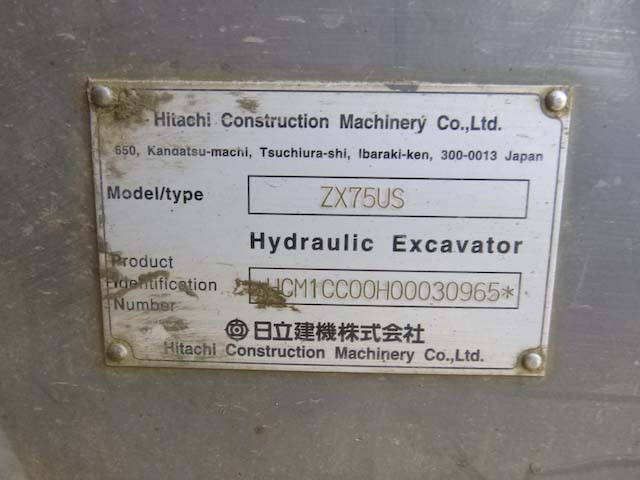 Hitachi Construction Machinery Co.,Ltd.
650, Kandatsu-machi, Tsuchiura-shi, Ibaraki-ken, 300-0013 Japan
Model/type ZX75US
Hydraulic Excavator
Product
Identification
Number
HCM1CC00H00030965*
日立建機株式会社
Hitachi Construction Machinery Co.,Ltd.